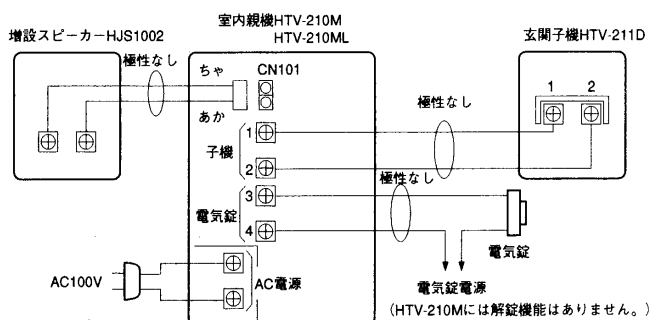 室内親機HTV-210M
HTV-210ML
増設スピーカーHJS1002
玄関子機HTV-211D
極性なし
ちゃ
CN101
あか
極性なし
1 2
子機
1
2
極性なし
電気錠
3
4
電気錠
AC100V
AC電源
電気錠電源
(HTV-210Mには解錠機能はありません。)